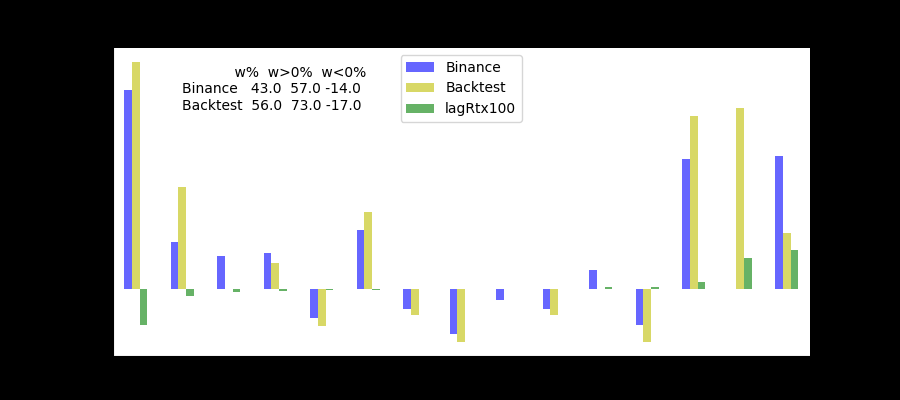 w% w>0% w<0%
Binance 43.0 57.0 -14.0
Backtest 56.0 73.0 -17.0
Binance
Backtest
lagRtx100